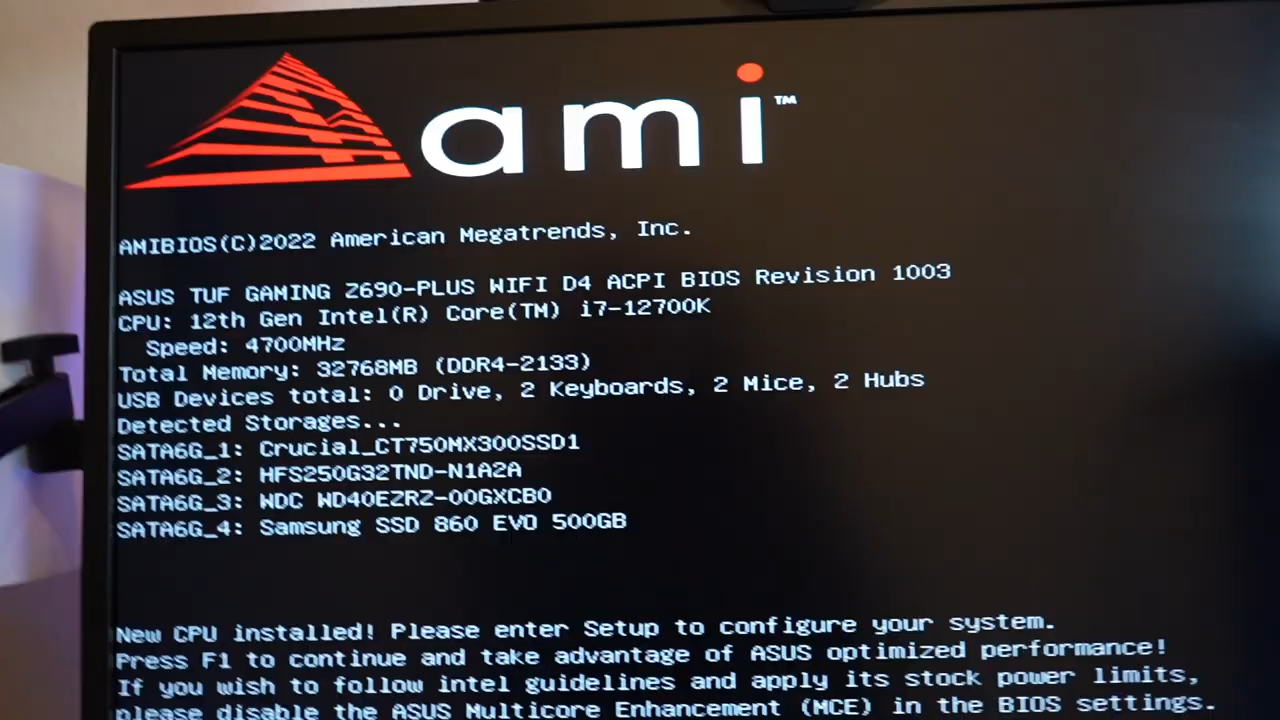 ami™
AMIBIOS(C)2022 American Megatrends, Inc.
ASUS TUF GAMING Z690-PLUS WIFI D4 ACPI BIOS Revision 1003
CPU: 12th Gen Intel(R) Core(TM) i7-12700K
Speed: 4700MHz
Total Memory: 32768MB (DDR4-2133)
USB Devices total: 0 Drive, 2 Keyboards, 2 Mice, 2 Hubs
Detected Storages...
SATA6G_1: Crucial_CT750MX300SSD1
SATA6G_2: HFS250G32TND-N1A2A
SATA6G_3: WDC WD40EZRZ-00GXCB0
SATA6G_4: Samsung SSD 860 EVO 500GB
New CPU installed! Please enter Setup to configure your system.
Press F1 to continue and take advantage of ASUS optimized performance!
If you wish to follow intel guidelines and apply its stock power limits,
please disable the ASUS Multicore Enhancement (MCE) in the BIOS settings.